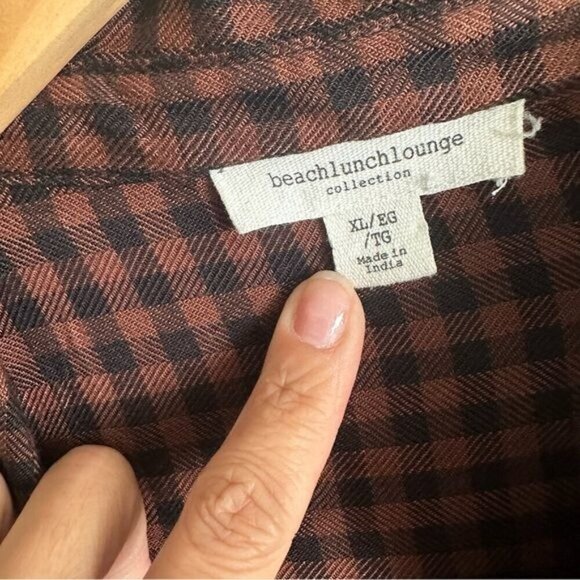 beachlunchlounge
collection
XL/EG
/TG
Made in
India